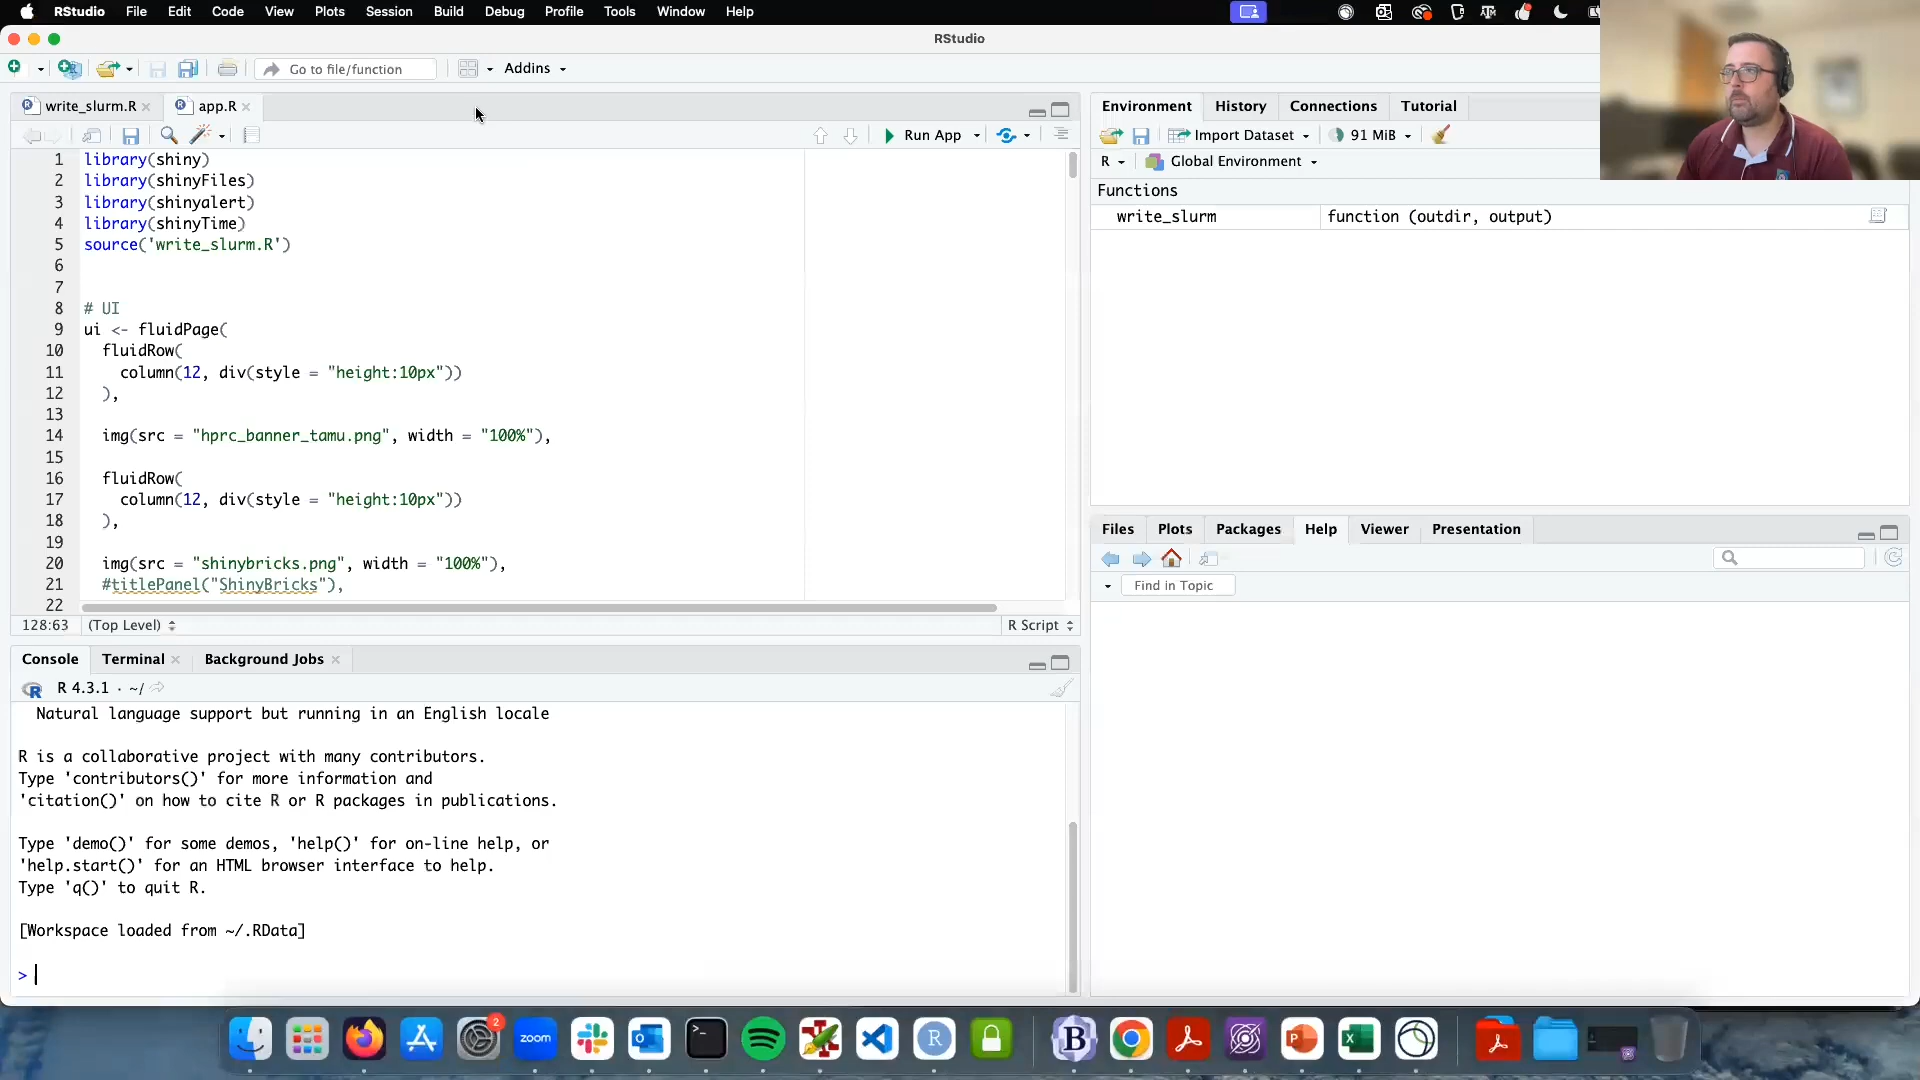 RStudio File Edit Code View Plots Session Build Debug Profile Tools Window Help
RStudio
Go to file/function Addins
write_slurm.R app.R
Run App
1 library(shiny)
2 library(shinyFiles)
3 library(shinyalert)
4 library(shinyTime)
5 source('write_slurm.R')
6
7
8 # UI
9 ui <- fluidPage(
10 fluidRow(
11 column(12, div(style = "height:10px"))
12 ),
13
14 img(src = "hprc_banner_tamu.png", width = "100%"),
15
16 fluidRow(
17 column(12, div(style = "height:10px"))
18 ),
19
20 img(src = "shinybricks.png", width = "100%"),
21 #titlePanel("ShinyBricks"),
22
128:63 (Top Level) R Script
Console Terminal Background Jobs
R 4.3.1 · ~/
Natural language support but running in an English locale
R is a collaborative project with many contributors.
Type 'contributors()' for more information and
'citation()' on how to cite R or R packages in publications.
Type 'demo()' for some demos, 'help()' for on-line help, or
'help.start()' for an HTML browser interface to help.
Type 'q()' to quit R.
[Workspace loaded from ~/.RData]
>
Environment History Connections Tutorial
Import Dataset 91 MiB
R Global Environment
Functions
write_slurm function (outdir, output)
Files Plots Packages Help Viewer Presentation
Find in Topic
2
zoom